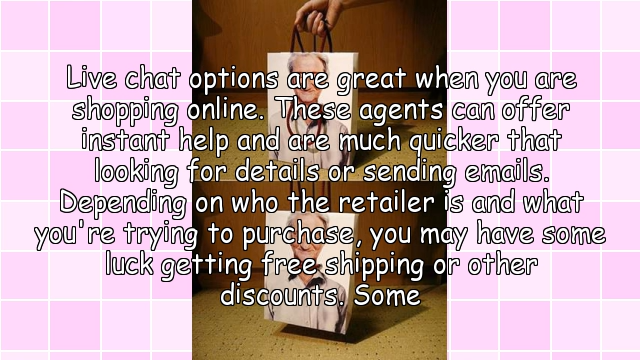 Live chat options are great when you are
shopping online. These agents can offer
instant help and are much quicker that
looking for details or sending emails.
Depending on who the retailer is and what
you're trying to purchase, you may have some
luck getting free shipping or other
discounts. Some